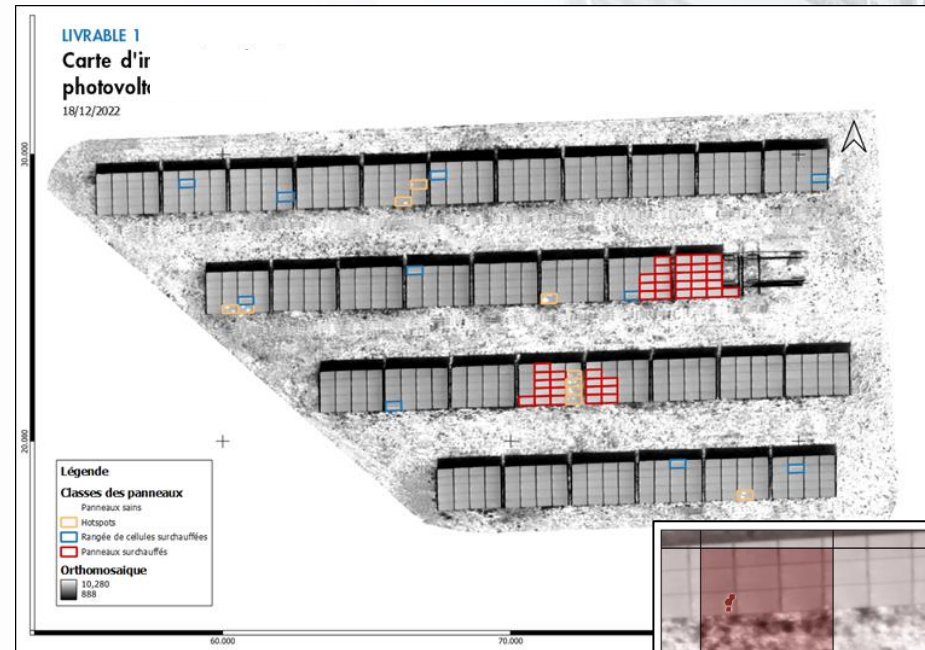 LIVRABLE 1
Carte
18/12/2022
30.000
20.000
Légende
Classes des panneaux
Panneaux sains
Hotspots
Rangée de cellules surchauffées
Panneaux surchauffés
Orthomosaïque
10,280
888
60.000
70.000